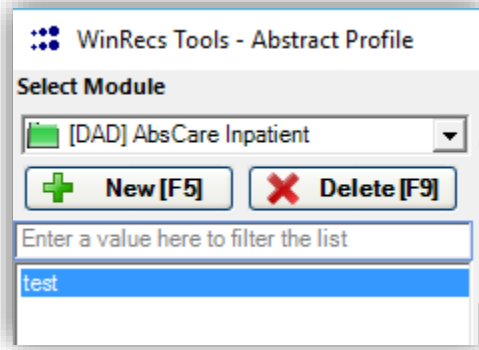 WinRecs Tools - Abstract Profile
Select Module
[DAD] AbsCare Inpatient
New [F5] Delete [F9]
Enter a value here to filter the list
test